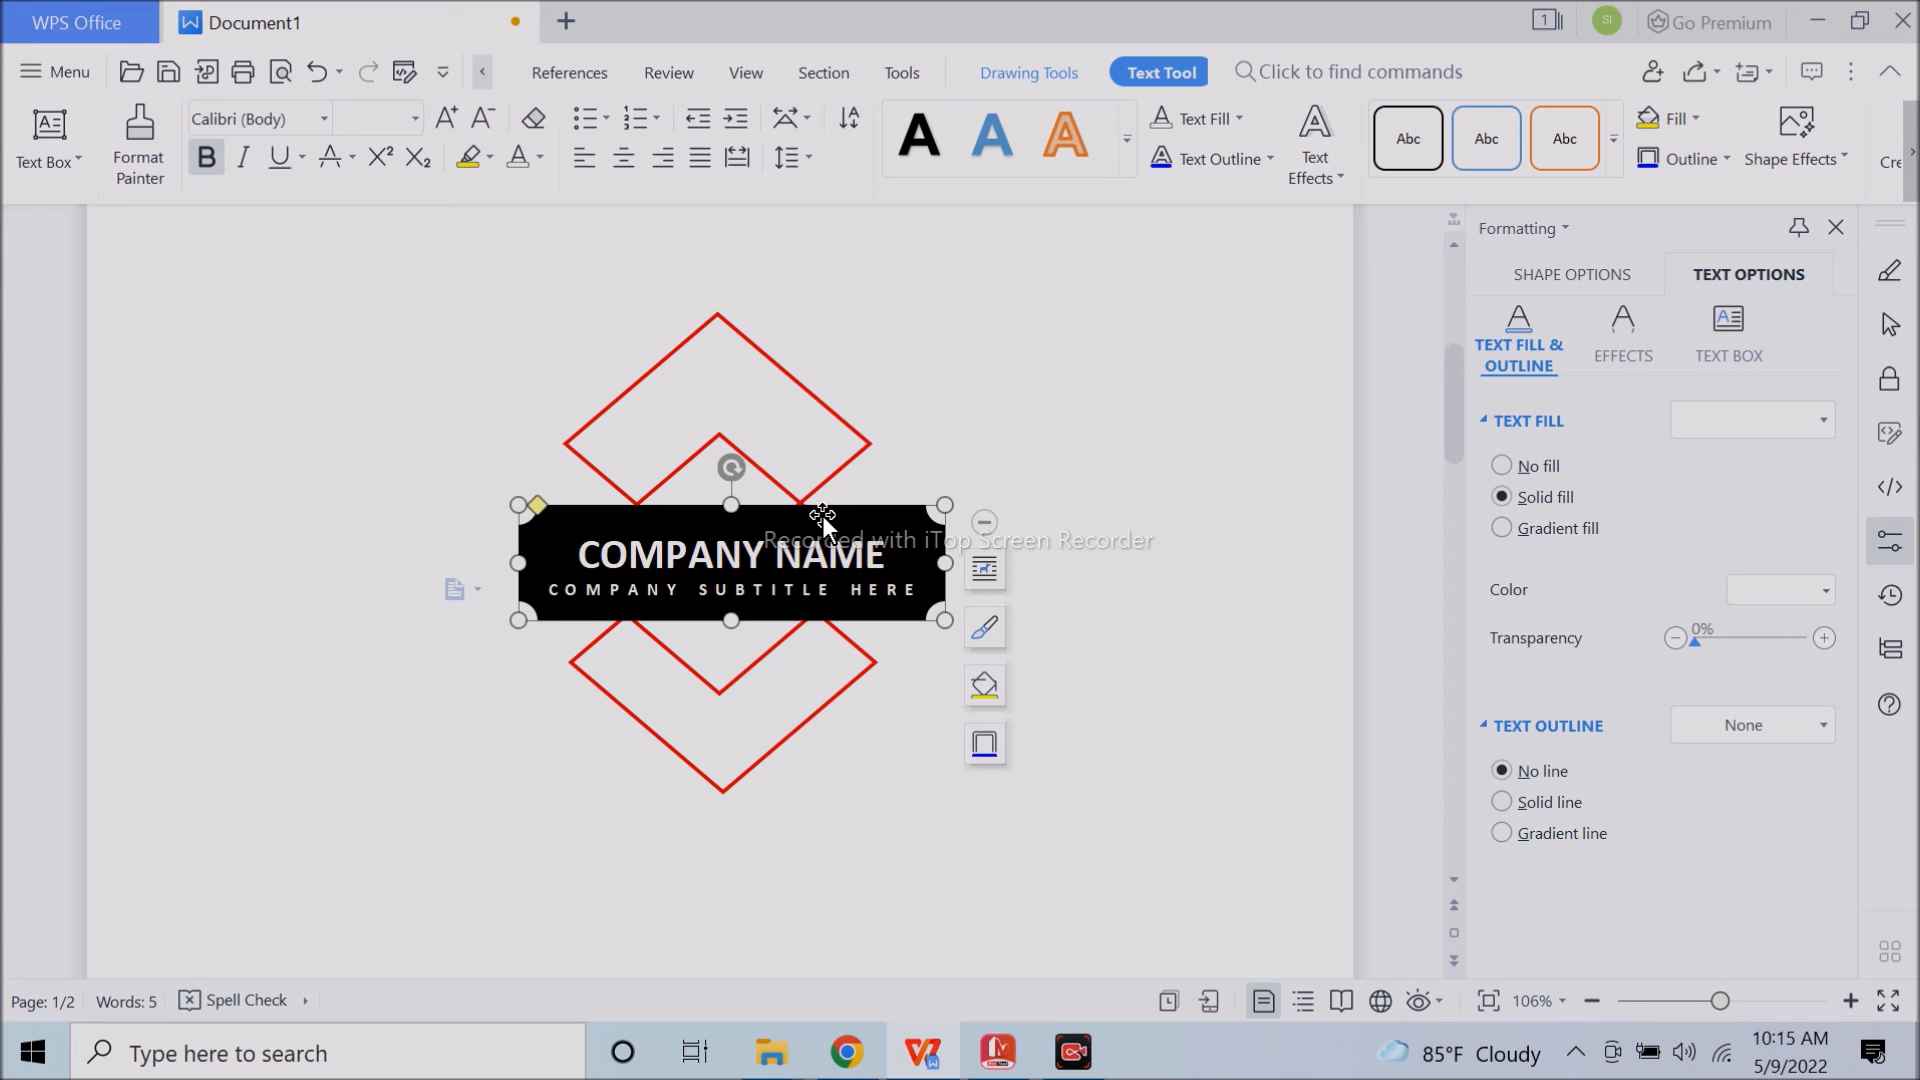 WPS Office
Document1
1
SI
Go Premium
Menu
References
Review
View
Section
Tools
Drawing Tools
Text Tool
Click to find commands
Text Box
Format
Painter
Calibri (Body)
Text Fill
Text Outline
Text
Effects
Abc
Abc
Abc
Fill
Outline
Shape Effects
Cre
Formatting
SHAPE OPTIONS
TEXT OPTIONS
TEXT FILL &
OUTLINE
EFFECTS
TEXT BOX
TEXT FILL
No fill
Solid fill
Gradient fill
Color
Transparency
0%
TEXT OUTLINE
None
No line
Solid line
Gradient line
COMPANY NAME
COMPANY SUBTITLE HERE
Recorded with iTop Screen Recorder
Page: 1/2
Words: 5
Spell Check
106%
Type here to search
85°F Cloudy
10:15 AM
5/9/2022